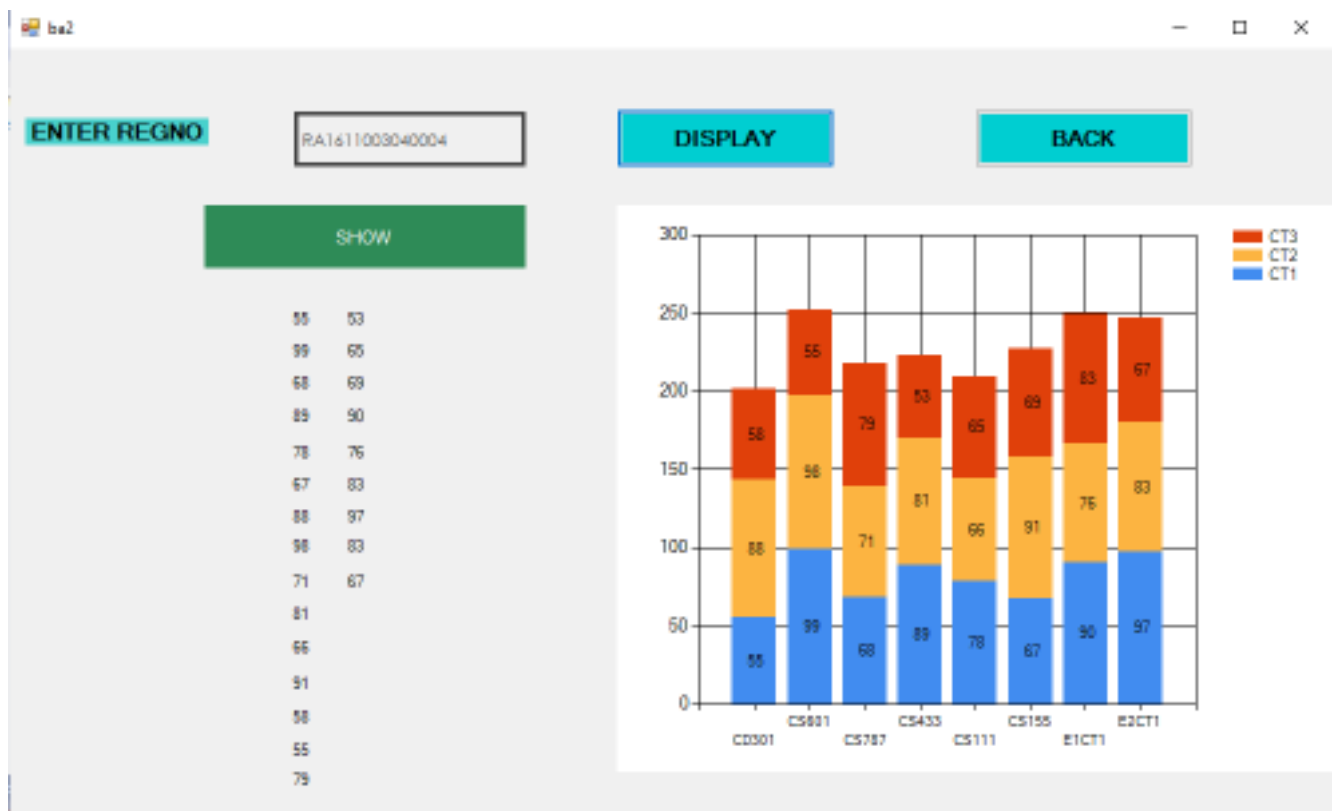 ba2
ENTER REGNO RA1611003040004 DISPLAY BACK
SHOW
55 53
99 65
68 69
89 90
78 76
67 83
88 97
98 83
71 67
81
66
91
58
55
79
CT3
CT2
CT1
300
250
200
150
100
50
0
58 55 79 53 65 69 83 67
88 98 71 81 66 91 76 83
55 99 68 89 78 67 90 97
CS601 CS433 CS155 E2CT1
CD301 CS787 CS111 E1CT1